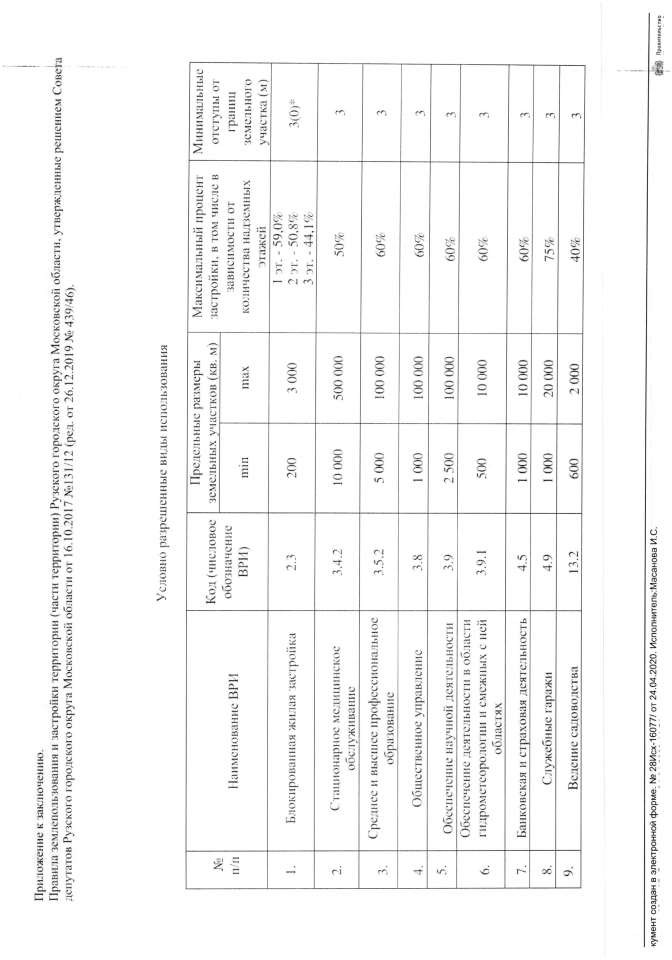 Приложение к заключению.
Правила землепользования и застройки территории (части территории) Рузского городского округа Московской области, утвержденные решением Совета
депутатов Рузского городского округа Московской области от 16.10.2017 №131/12 (ред. от 26.12.2019 № 439/46).
Условно разрешенные виды использования
№ п/п | Наименование ВРИ | Код (числовое обозначение ВРИ) | Предельные размеры земельных участков (кв. м) | Максимальный процент застройки, в том числе в зависимости от количества надземных этажей | Минимальные отступы от границ земельного участка (м)
min | max
1. | Блокированная жилая застройка | 2.3 | 200 | 3 000 | 1 эт. - 59,0% 2 эт. - 50,8% 3 эт. - 44,1% | 3(0)*
2. | Стационарное медицинское обслуживание | 3.4.2 | 10 000 | 500 000 | 50% | 3
3. | Среднее и высшее профессиональное образование | 3.5.2 | 5 000 | 100 000 | 60% | 3
4. | Общественное управление | 3.8 | 1 000 | 100 000 | 60% | 3
5. | Обеспечение научной деятельности | 3.9 | 2 500 | 100 000 | 60% | 3
6. | Обеспечение деятельности в области гидрометеорологии и смежных с ней областях | 3.9.1 | 500 | 10 000 | 60% | 3
7. | Банковская и страховая деятельность | 4.5 | 1 000 | 10 000 | 60% | 3
8. | Служебные гаражи | 4.9 | 1 000 | 20 000 | 75% | 3
9. | Ведение садоводства | 13.2 | 600 | 2 000 | 40% | 3
кумент создан в электронной форме. № 28Исх-16077/ от 24.04.2020. Исполнитель:Масанова И.С.
Правительство